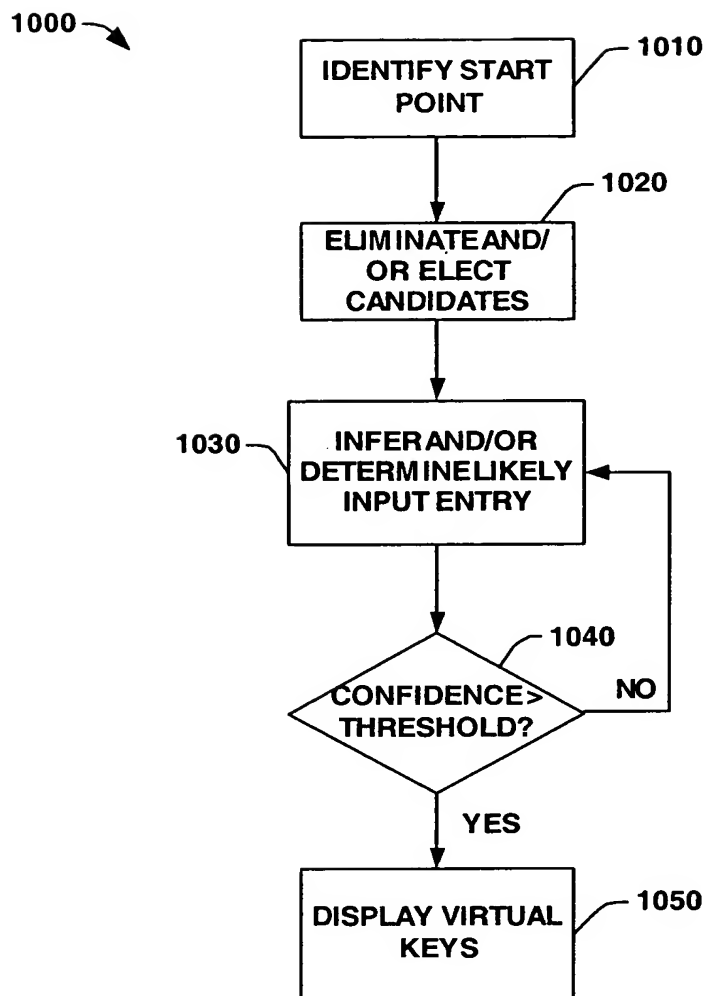 1000
IDENTIFY START
POINT
1010
1020
ELIMINATE AND/
OR ELECT
CANDIDATES
1030
INFER AND/OR
DETERMINE LIKELY
INPUT ENTRY
1040
CONFIDENCE >
THRESHOLD?
NO
YES
DISPLAY VIRTUAL
KEYS
1050